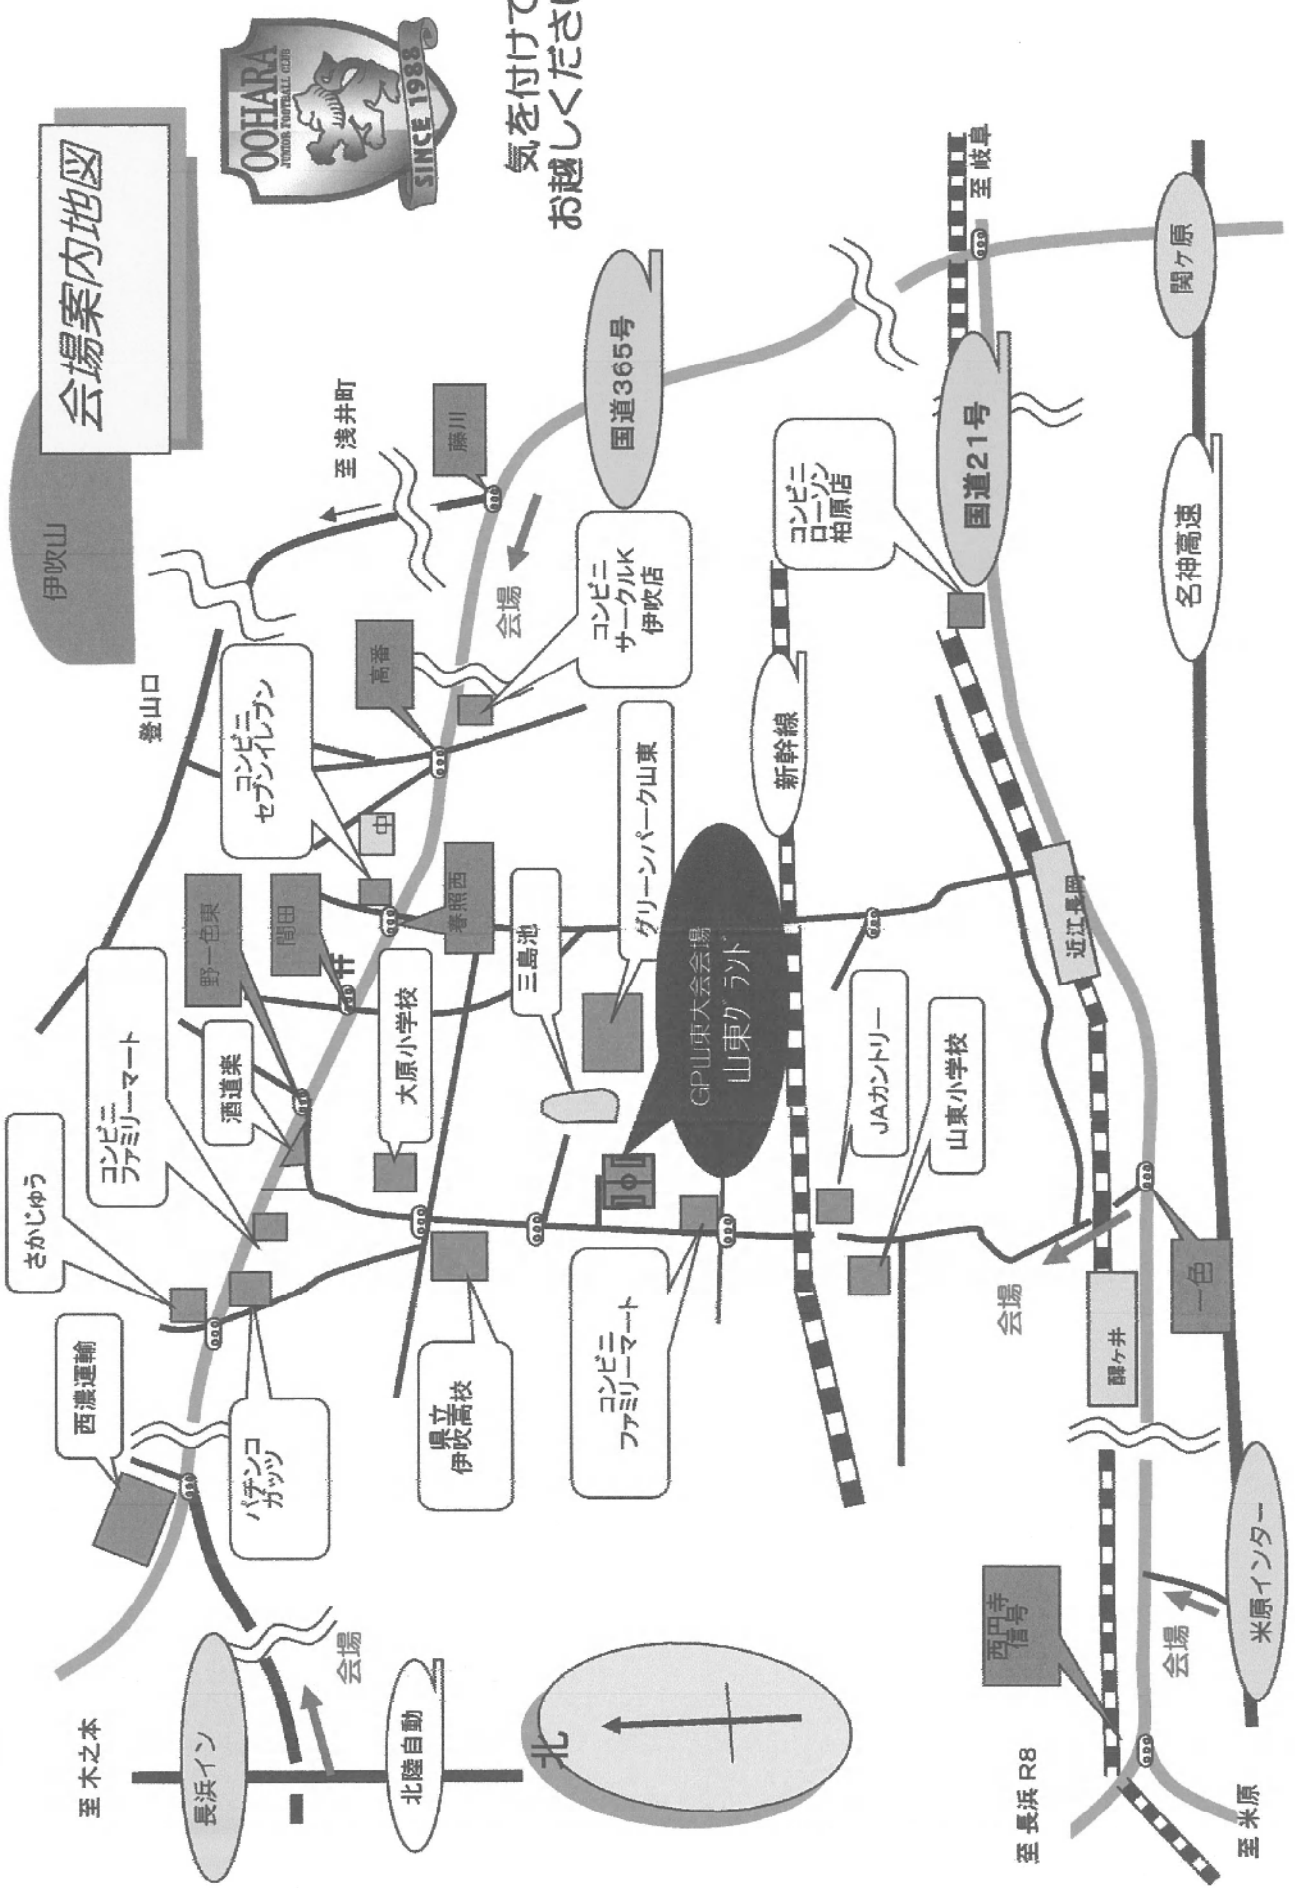 会場案内地図
OOHARA
JUNIOR FOOTBALL CLUB
SINCE 1988
気を付けて
お越しくださ
伊吹山
至 浅井町
藤川
国道365号
至 岐阜
関ヶ原
国道21号
名神高速
コンビニ
ローソン
柏原店
登山口
高番
会場
コンビニ
サークルK
伊吹店
コンビニ
セブンイレブン
中
新幹線
グリーンパーク山東
野一色東
間田
春照西
三島池
GP山東大会会場
山東グランド
近江長岡
コンビニ
ファミリーマート
酒道楽
大原小学校
JAカントリー
山東小学校
さかじゅう
西濃運輸
パチンコ
ガッツ
県立
伊吹高校
コンビニ
ファミリーマート
会場
醒ヶ井
一色
至 木之本
長浜イン
会場
北陸自動
北
西円寺
信号
会場
米原インター
至 長浜 R8
至 米原